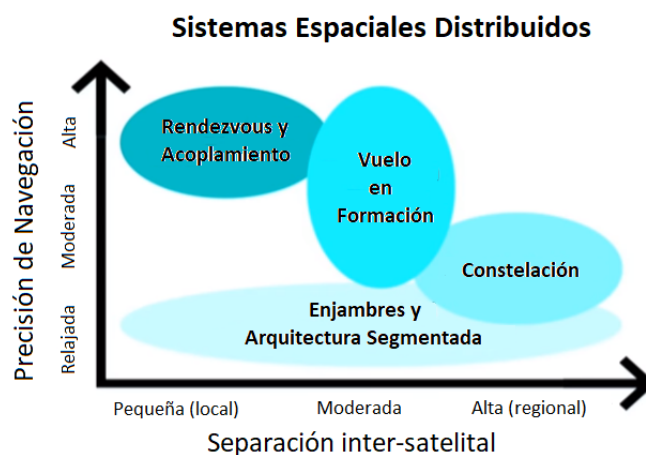 Sistemas Espaciales Distribuidos
Precisión de Navegación
Alta
Moderada
Relajada
Rendezvous y
Acoplamiento
Vuelo
en
Formación
Constelación
Enjambres y
Arquitectura Segmentada
Pequeña (local)
Moderada
Alta (regional)
Separación inter-satelital